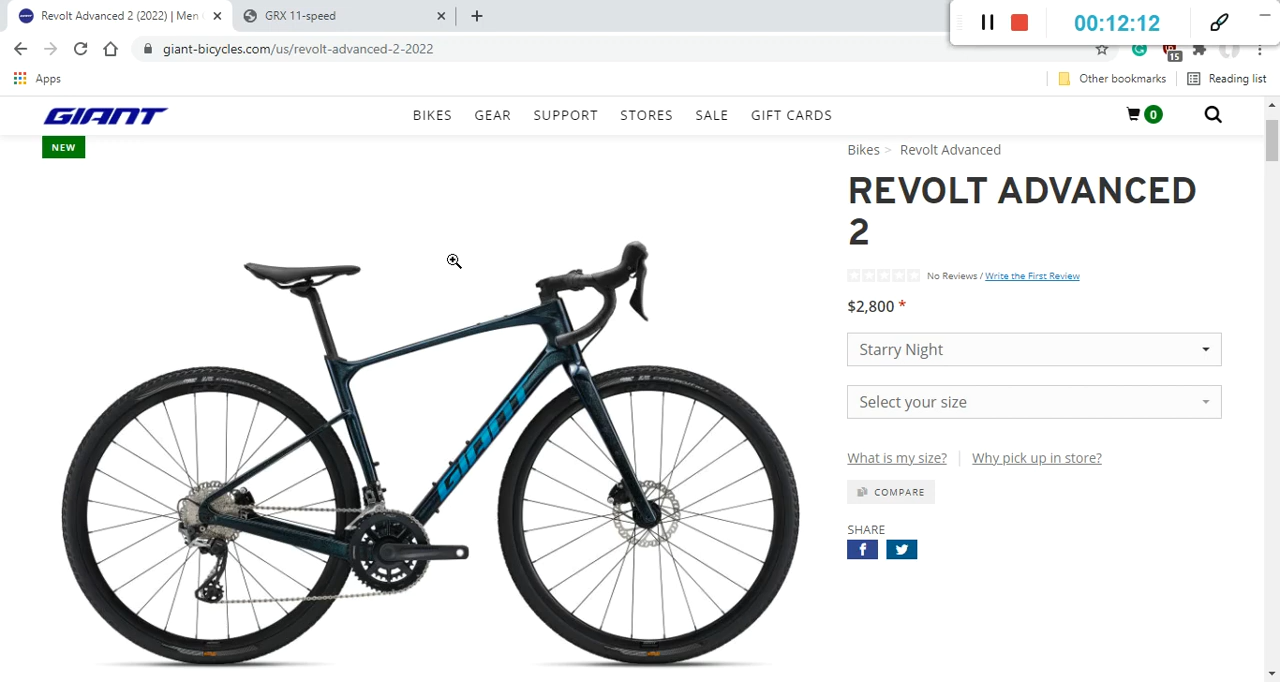 Revolt Advanced 2 (2022) | Men
GRX 11-speed
00:12:12
giant-bicycles.com/us/revolt-advanced-2-2022
15
Apps
Other bookmarks
Reading list
GIANT
BIKES
GEAR
SUPPORT
STORES
SALE
GIFT CARDS
0
NEW
Bikes > Revolt Advanced
REVOLT ADVANCED
2
No Reviews / Write the First Review
$2,800 *
Starry Night
Select your size
What is my size?
Why pick up in store?
COMPARE
SHARE
GIANT